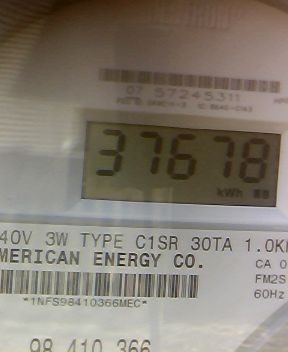 07 57245311
37678
kWh
40V 3W TYPE C1SR 30TA 1.0K
MERICAN ENERGY CO.
CA 0
FM2S
60Hz
*1NFS98410366MEC*
98 410 366